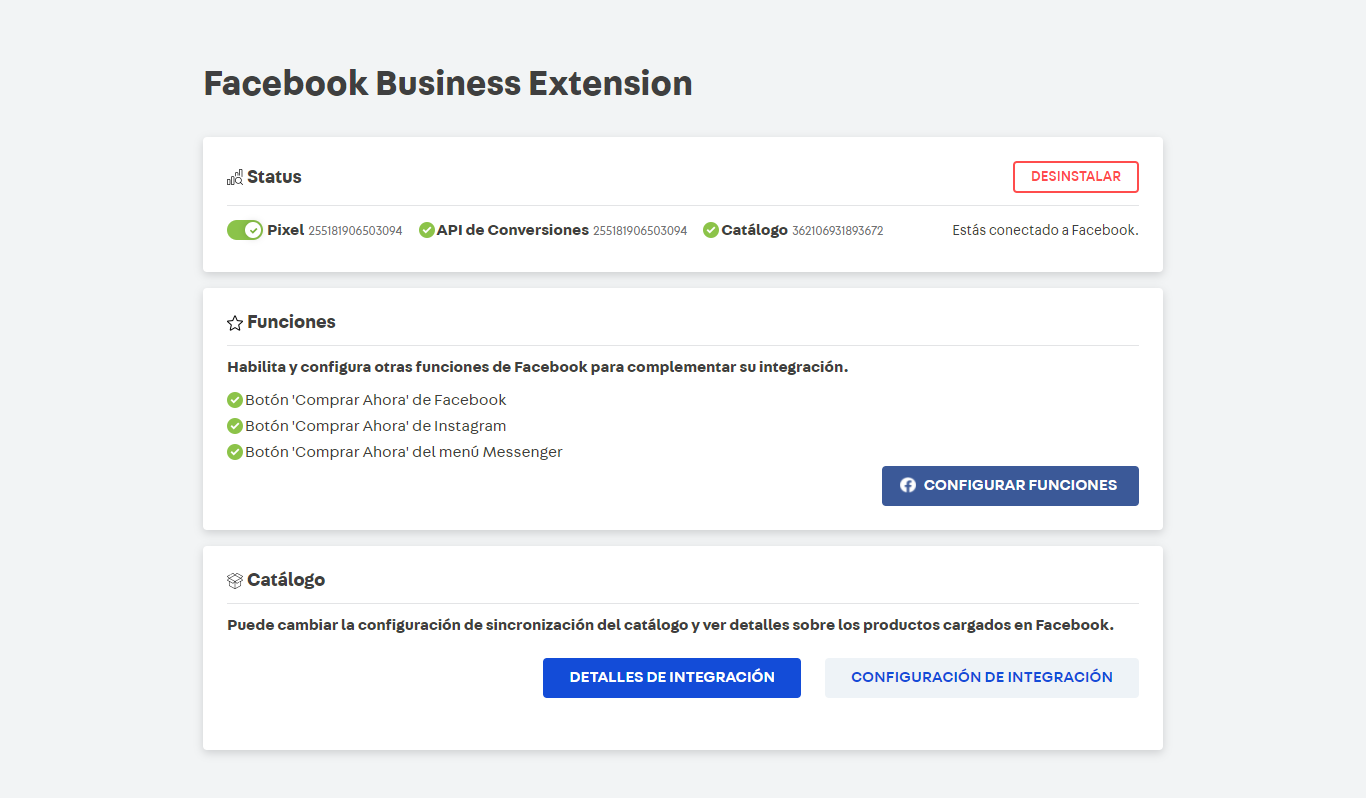 Facebook Business Extension
Status
DESINSTALAR
Pixel 255181906503094 API de Conversiones 255181906503094 Catálogo 362106931893672 Estás conectado a Facebook.
Funciones
Habilita y configura otras funciones de Facebook para complementar su integración.
Botón 'Comprar Ahora' de Facebook
Botón 'Comprar Ahora' de Instagram
Botón 'Comprar Ahora' del menú Messenger
CONFIGURAR FUNCIONES
Catálogo
Puede cambiar la configuración de sincronización del catálogo y ver detalles sobre los productos cargados en Facebook.
DETALLES DE INTEGRACIÓN CONFIGURACIÓN DE INTEGRACIÓN